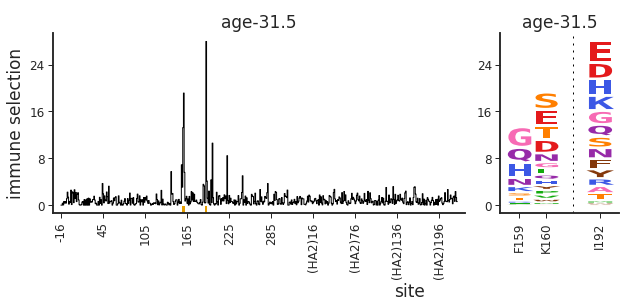 age-31.5
age-31.5
immune selection
24
16
8
0
-16
45
105
165
225
285
(HA2)16
(HA2)76
(HA2)136
(HA2)196
site
24
16
8
0
G
Q
H
N
K
S
E
T
D
N
G
E
D
H
K
G
Q
S
N
F
Y
R
A
T
F159
K160
I192